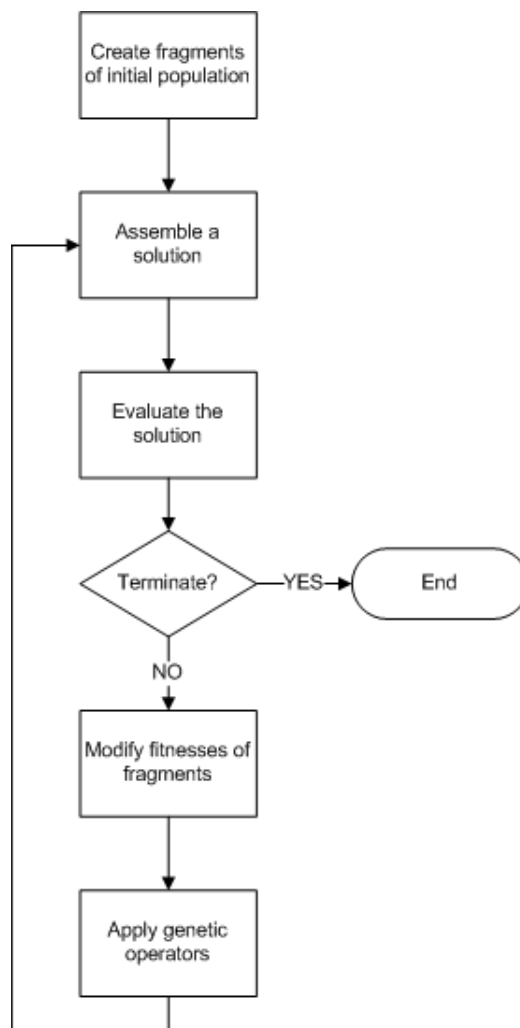 Create fragments
of initial population
Assemble a
solution
Evaluate the
solution
Terminate?
YES
End
NO
Modify fitnesses of
fragments
Apply genetic
operators